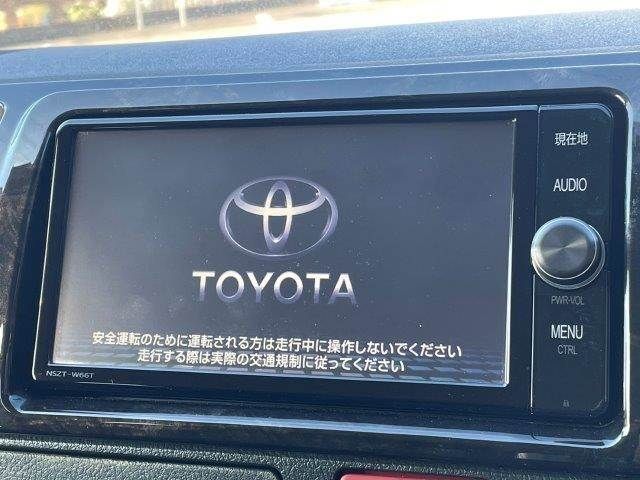 現在地
AUDIO
TOYOTA
PWR•VOL
安全運転のために運転される方は走行中に操作しないでください
走行する際は実際の交通規制に従ってください
MENU
CTRL
NSZT-W66T